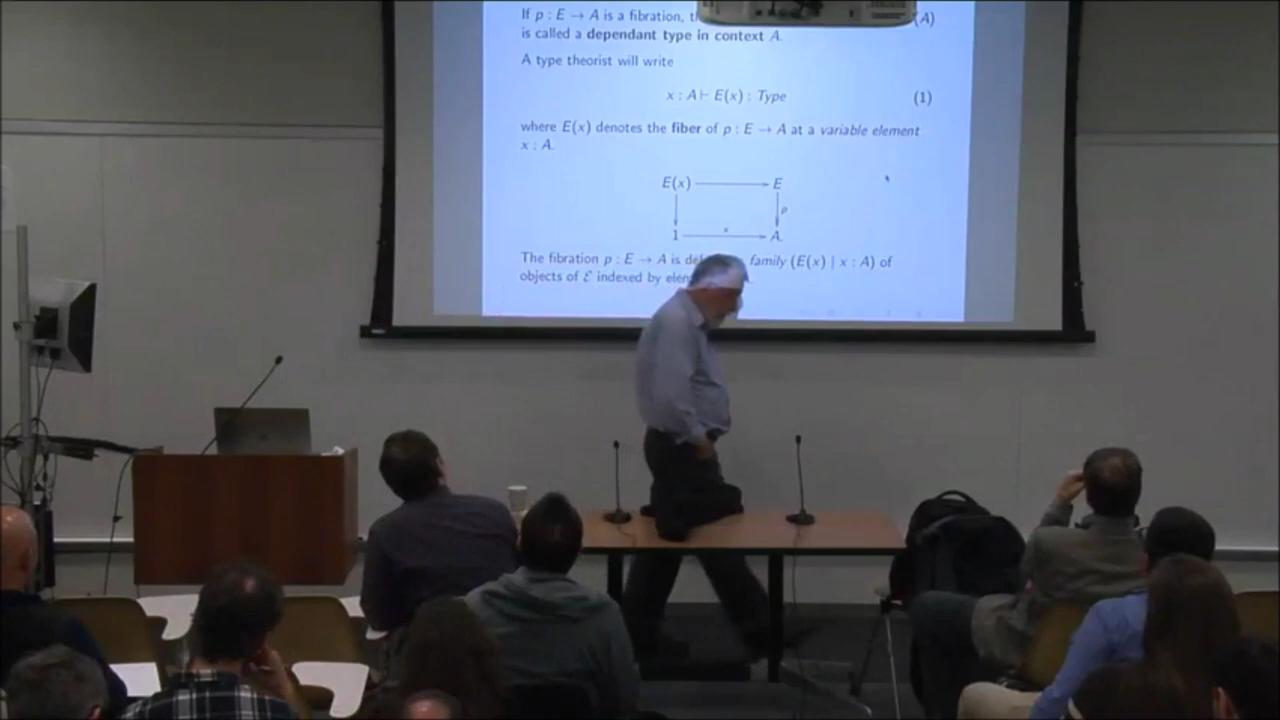 If p : E → A is a fibration, (A)
is called a dependant type in context A.
A type theorist will write
x : A ⊢ E(x) : Type (1)
where E(x) denotes the fiber of p : E → A at a variable element
x : A.
E(x) E
p
1 x A.
The fibration p : E → A is family (E(x) | x : A) of
objects of ℰ indexed by